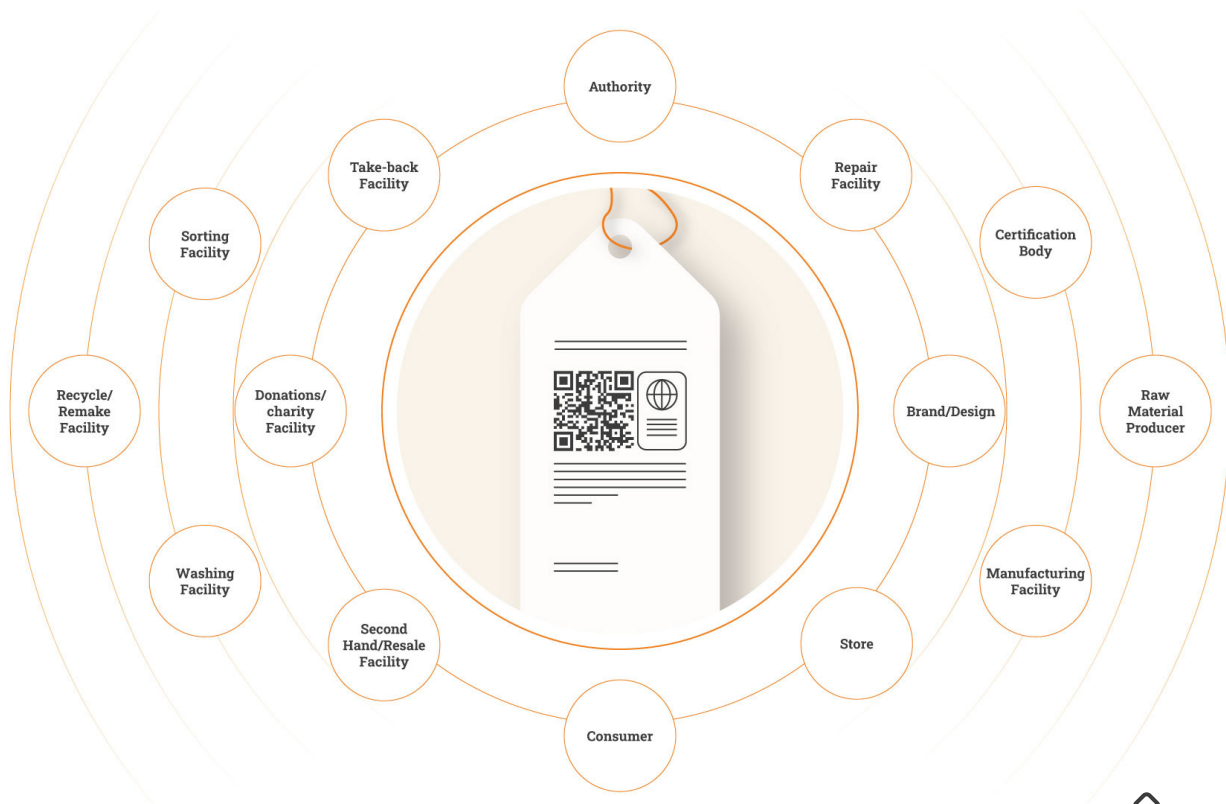 Authority
Take-back
Facility
Repair
Facility
Sorting
Facility
Certification
Body
Recycle/
Remake
Facility
Donations/
charity
Facility
Brand/Design
Raw
Material
Producer
Washing
Facility
Manufacturing
Facility
Second
Hand/Resale
Facility
Store
Consumer